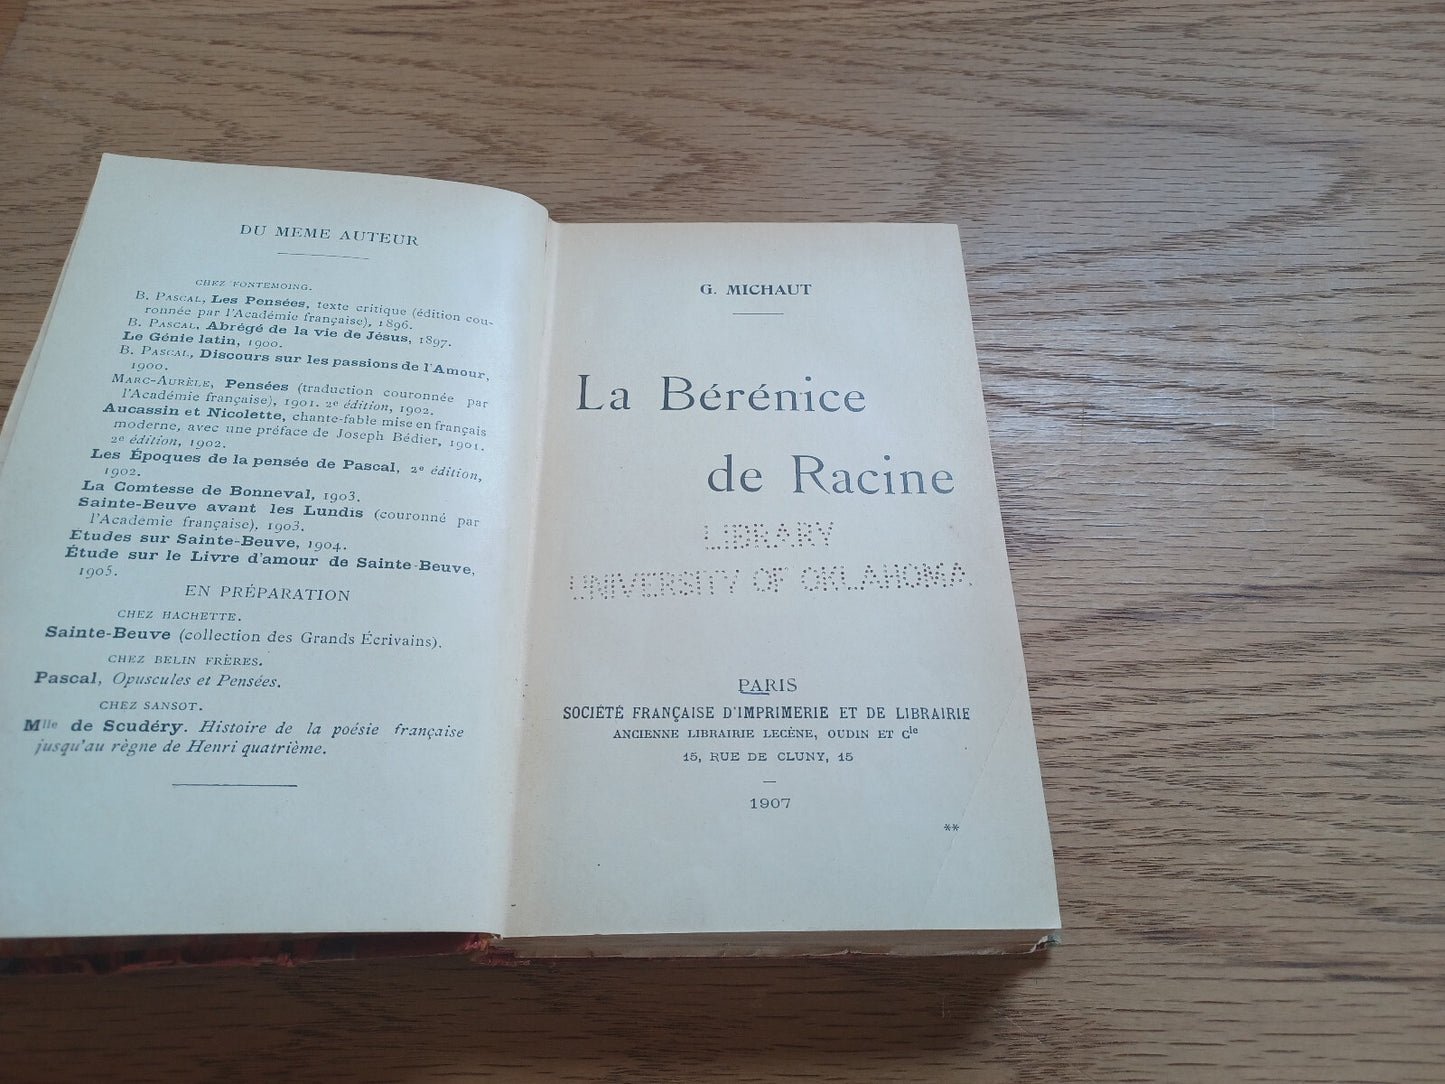 DU MEME AUTEUR
CHEZ FONTEMOING.
B. PASCAL, Les Pensées, texte critique (édition cou-
ronnée par l'Académie française), 1896.
B. PASCAL, Abrégé de la vie de Jésus, 1897.
Le Génie latin, 1900.
B. PASCAL, Discours sur les passions de l'Amour,
1900.
MARC-AURÈLE, Pensées (traduction couronnée par
l'Académie française), 1901. 2e édition, 1902.
Aucassin et Nicolette, chante-fable mise en français
moderne, avec une préface de Joseph Bédier, 1901.
2e édition, 1902.
Les Époques de la pensée de Pascal, 2e édition,
1902.
La Comtesse de Bonneval, 1903.
Sainte-Beuve avant les Lundis (couronné par
l'Académie française), 1903.
Études sur Sainte-Beuve, 1904.
Étude sur le Livre d'amour de Sainte-Beuve,
1905.
EN PRÉPARATION
CHEZ HACHETTE.
Sainte-Beuve (collection des Grands Écrivains).
CHEZ BELIN FRÈRES.
Pascal, Opuscules et Pensées.
CHEZ SANSOT.
Mlle de Scudéry. Histoire de la poésie française
jusqu'au règne de Henri quatrième.
G. MICHAUT
La Bérénice
de Racine
LIBRARY
UNIVERSITY OF OKLAHOMA
PARIS
SOCIÉTÉ FRANÇAISE D'IMPRIMERIE ET DE LIBRAIRIE
ANCIENNE LIBRAIRIE LECÈNE, OUDIN ET Cie
15, RUE DE CLUNY, 15
1907
**